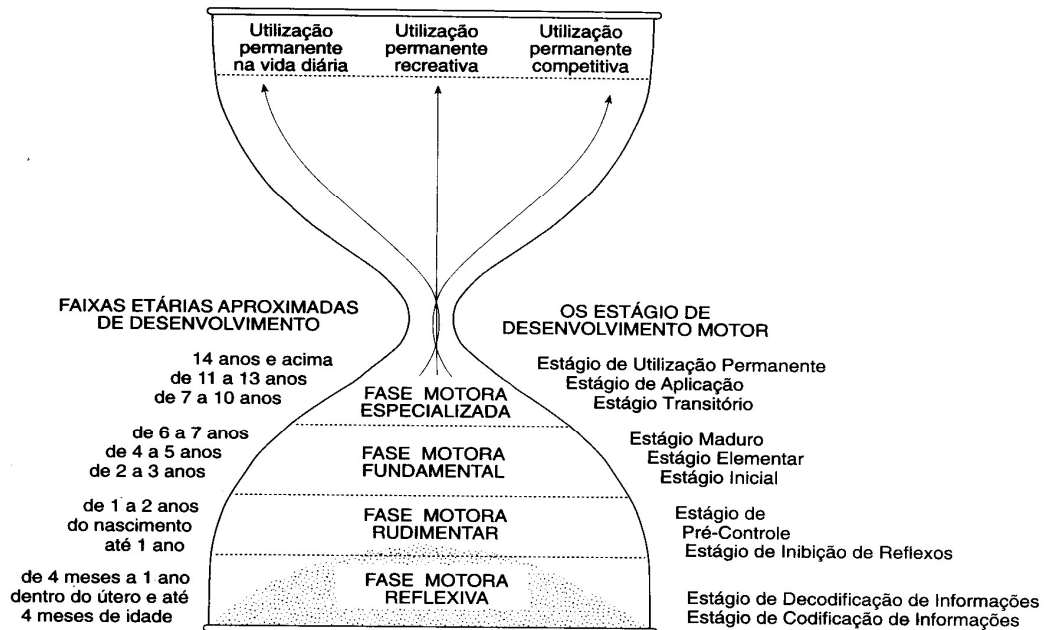 Utilização
permanente
na vida diária
Utilização
permanente
recreativa
Utilização
permanente
competitiva
FAIXAS ETÁRIAS APROXIMADAS
DE DESENVOLVIMENTO
OS ESTÁGIO DE
DESENVOLVIMENTO MOTOR
14 anos e acima
de 11 a 13 anos
de 7 a 10 anos
FASE MOTORA
ESPECIALIZADA
Estágio de Utilização Permanente
Estágio de Aplicação
Estágio Transitório
de 6 a 7 anos
de 4 a 5 anos
de 2 a 3 anos
FASE MOTORA
FUNDAMENTAL
Estágio Maduro
Estágio Elementar
Estágio Inicial
de 1 a 2 anos
do nascimento
até 1 ano
FASE MOTORA
RUDIMENTAR
Estágio de
Pré-Controle
Estágio de Inibição de Reflexos
de 4 meses a 1 ano
dentro do útero e até
4 meses de idade
FASE MOTORA
REFLEXIVA
Estágio de Decodificação de Informações
Estágio de Codificação de Informações